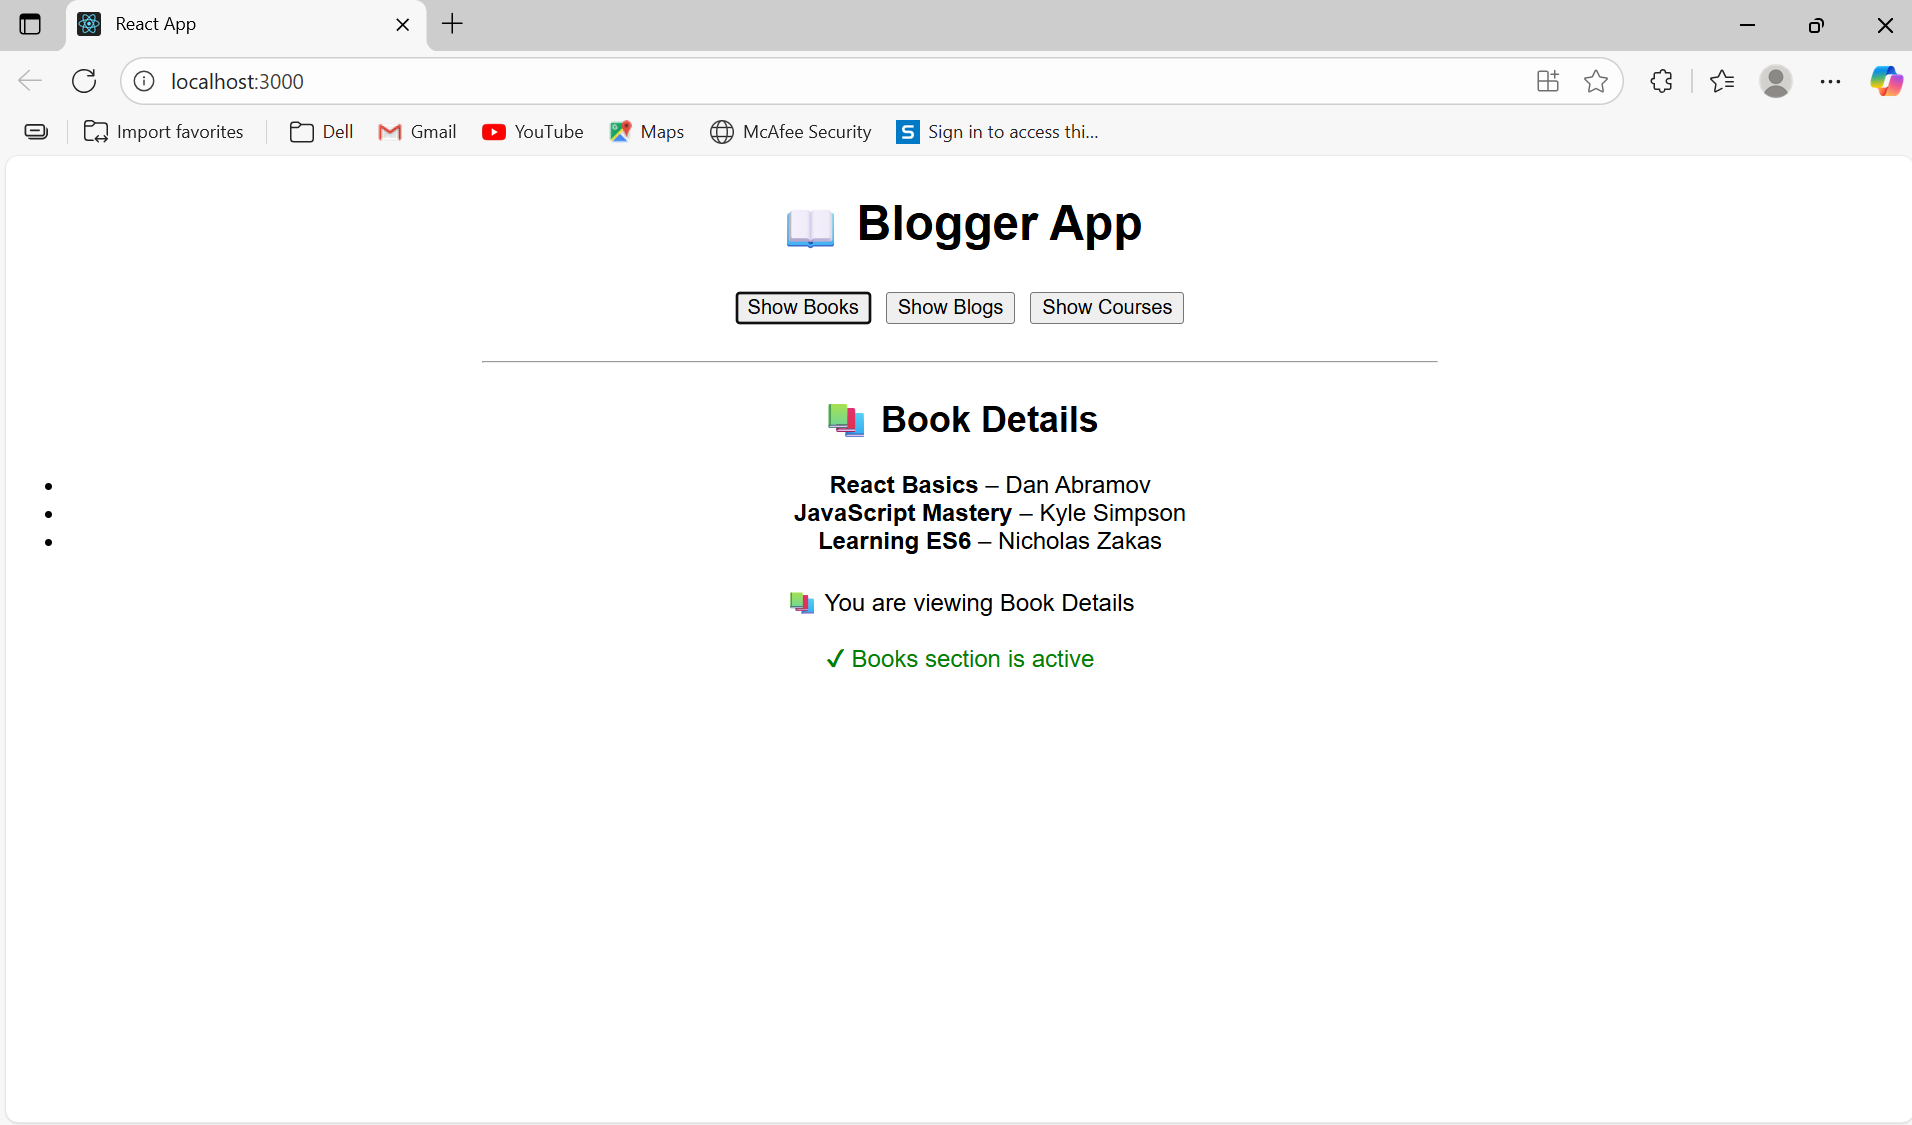 React App
localhost:3000
Import favorites Dell Gmail YouTube Maps McAfee Security S Sign in to access thi...
📖 Blogger App
Show Books Show Blogs Show Courses
📚 Book Details
• React Basics – Dan Abramov
• JavaScript Mastery – Kyle Simpson
• Learning ES6 – Nicholas Zakas
📚 You are viewing Book Details
✓ Books section is active